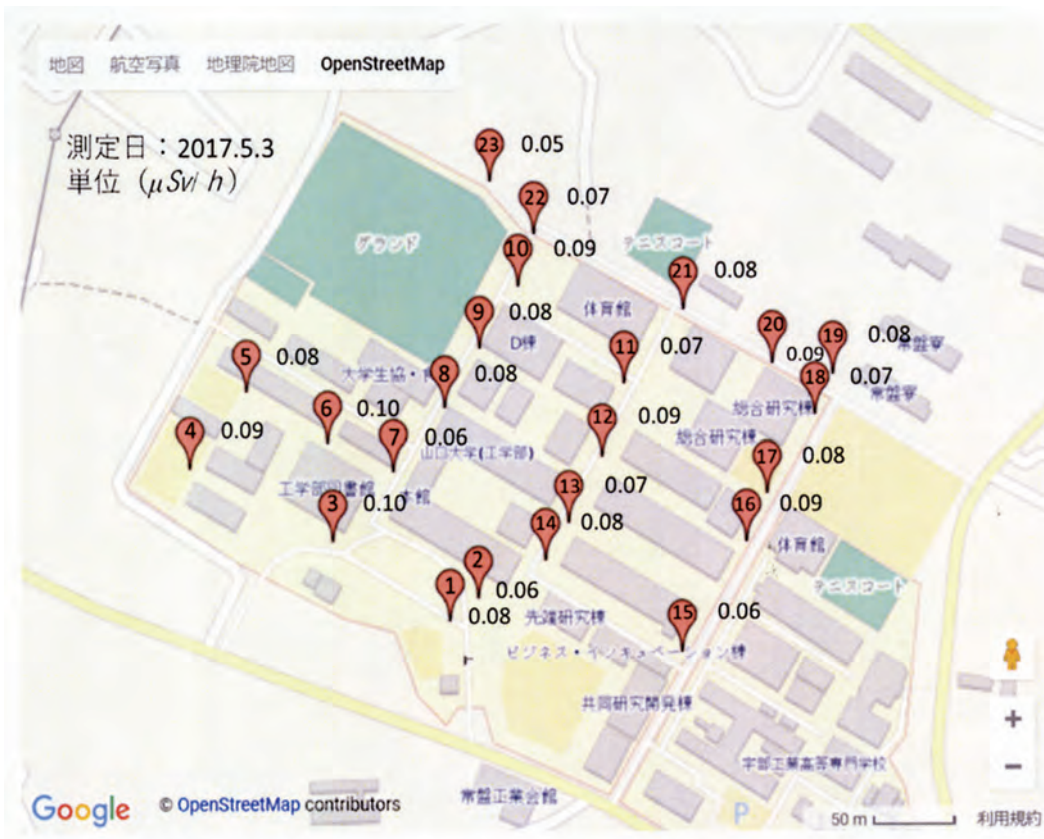 地図 航空写真 地理院地図 OpenStreetMap
測定日：2017.5.3
単位（μSv/h）
23 0.05
22 0.07
グランド
テニスコート
10 0.09
21 0.08
体育館
9 0.08
D棟
20 0.09
19 0.08
常盤寮
11 0.07
5 0.08
大学生協・食
8 0.08
18 0.07
常盤寮
総合研究棟
6 0.10
12 0.09
4 0.09
7 0.06
山口大学(工学部)
総合研究棟
17 0.08
工学部図書館
本館
13 0.07
3 0.10
16 0.09
14 0.08
体育館
2 0.06
テニスコート
1 0.08
先端研究棟
15 0.06
ビジネス・インキュベーション棟
共同研究開発棟
宇部工業高等専門学校
常盤工業会館
P
+
−
Google © OpenStreetMap contributors
50 m 利用規約